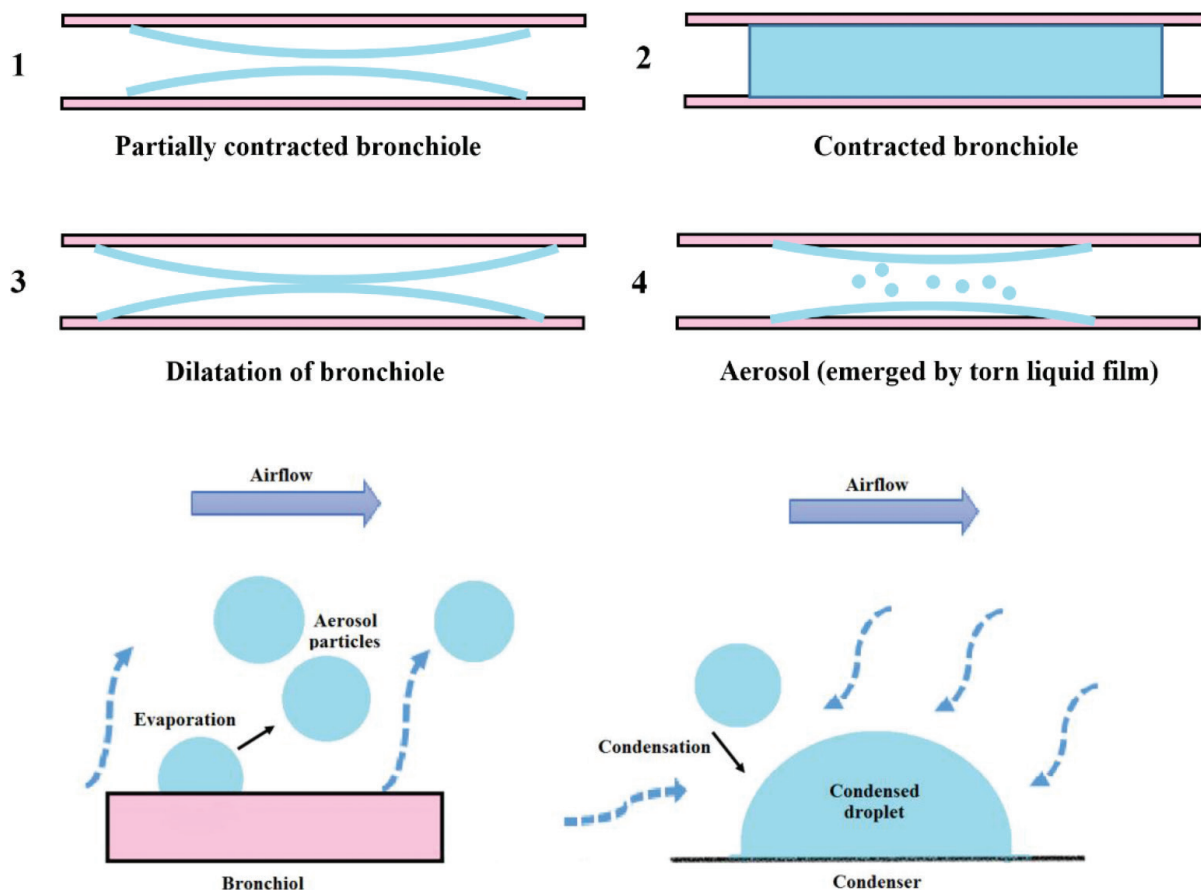 1
Partially contracted bronchiole
2
Contracted bronchiole
3
Dilatation of bronchiole
4
Aerosol (emerged by torn liquid film)
Airflow
Aerosol
particles
Evaporation
Bronchiol
Airflow
Condensation
Condensed
droplet
Condenser